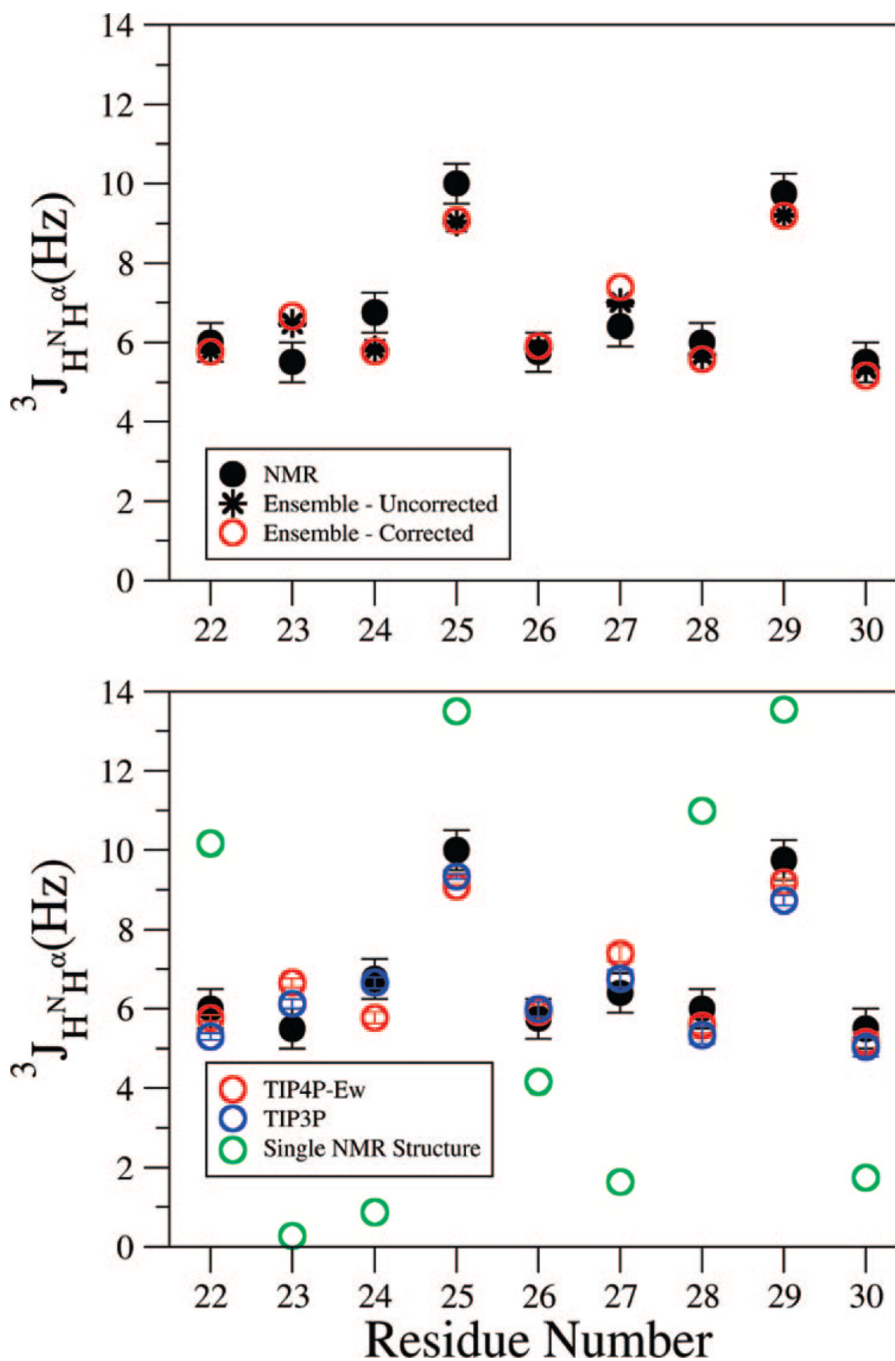 14
12
10
8
6
4
2
0
³J_HᴺHᵅ(Hz)
NMR
Ensemble - Uncorrected
Ensemble - Corrected
22 23 24 25 26 27 28 29 30
14
12
10
8
6
4
2
0
³J_HᴺHᵅ(Hz)
TIP4P-Ew
TIP3P
Single NMR Structure
22 23 24 25 26 27 28 29 30
Residue Number